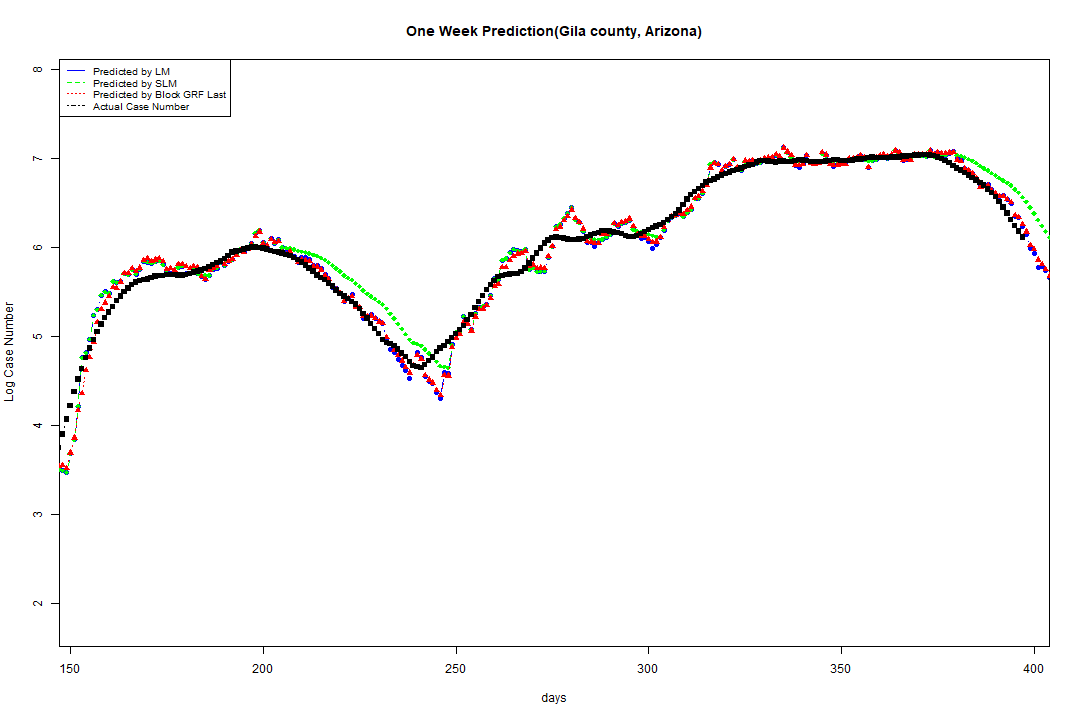 One Week Prediction(Gila county, Arizona)
Predicted by LM
Predicted by SLM
Predicted by Block GRF Last
Actual Case Number
8
7
6
5
4
3
2
Log Case Number
150 200 250 300 350 400
days